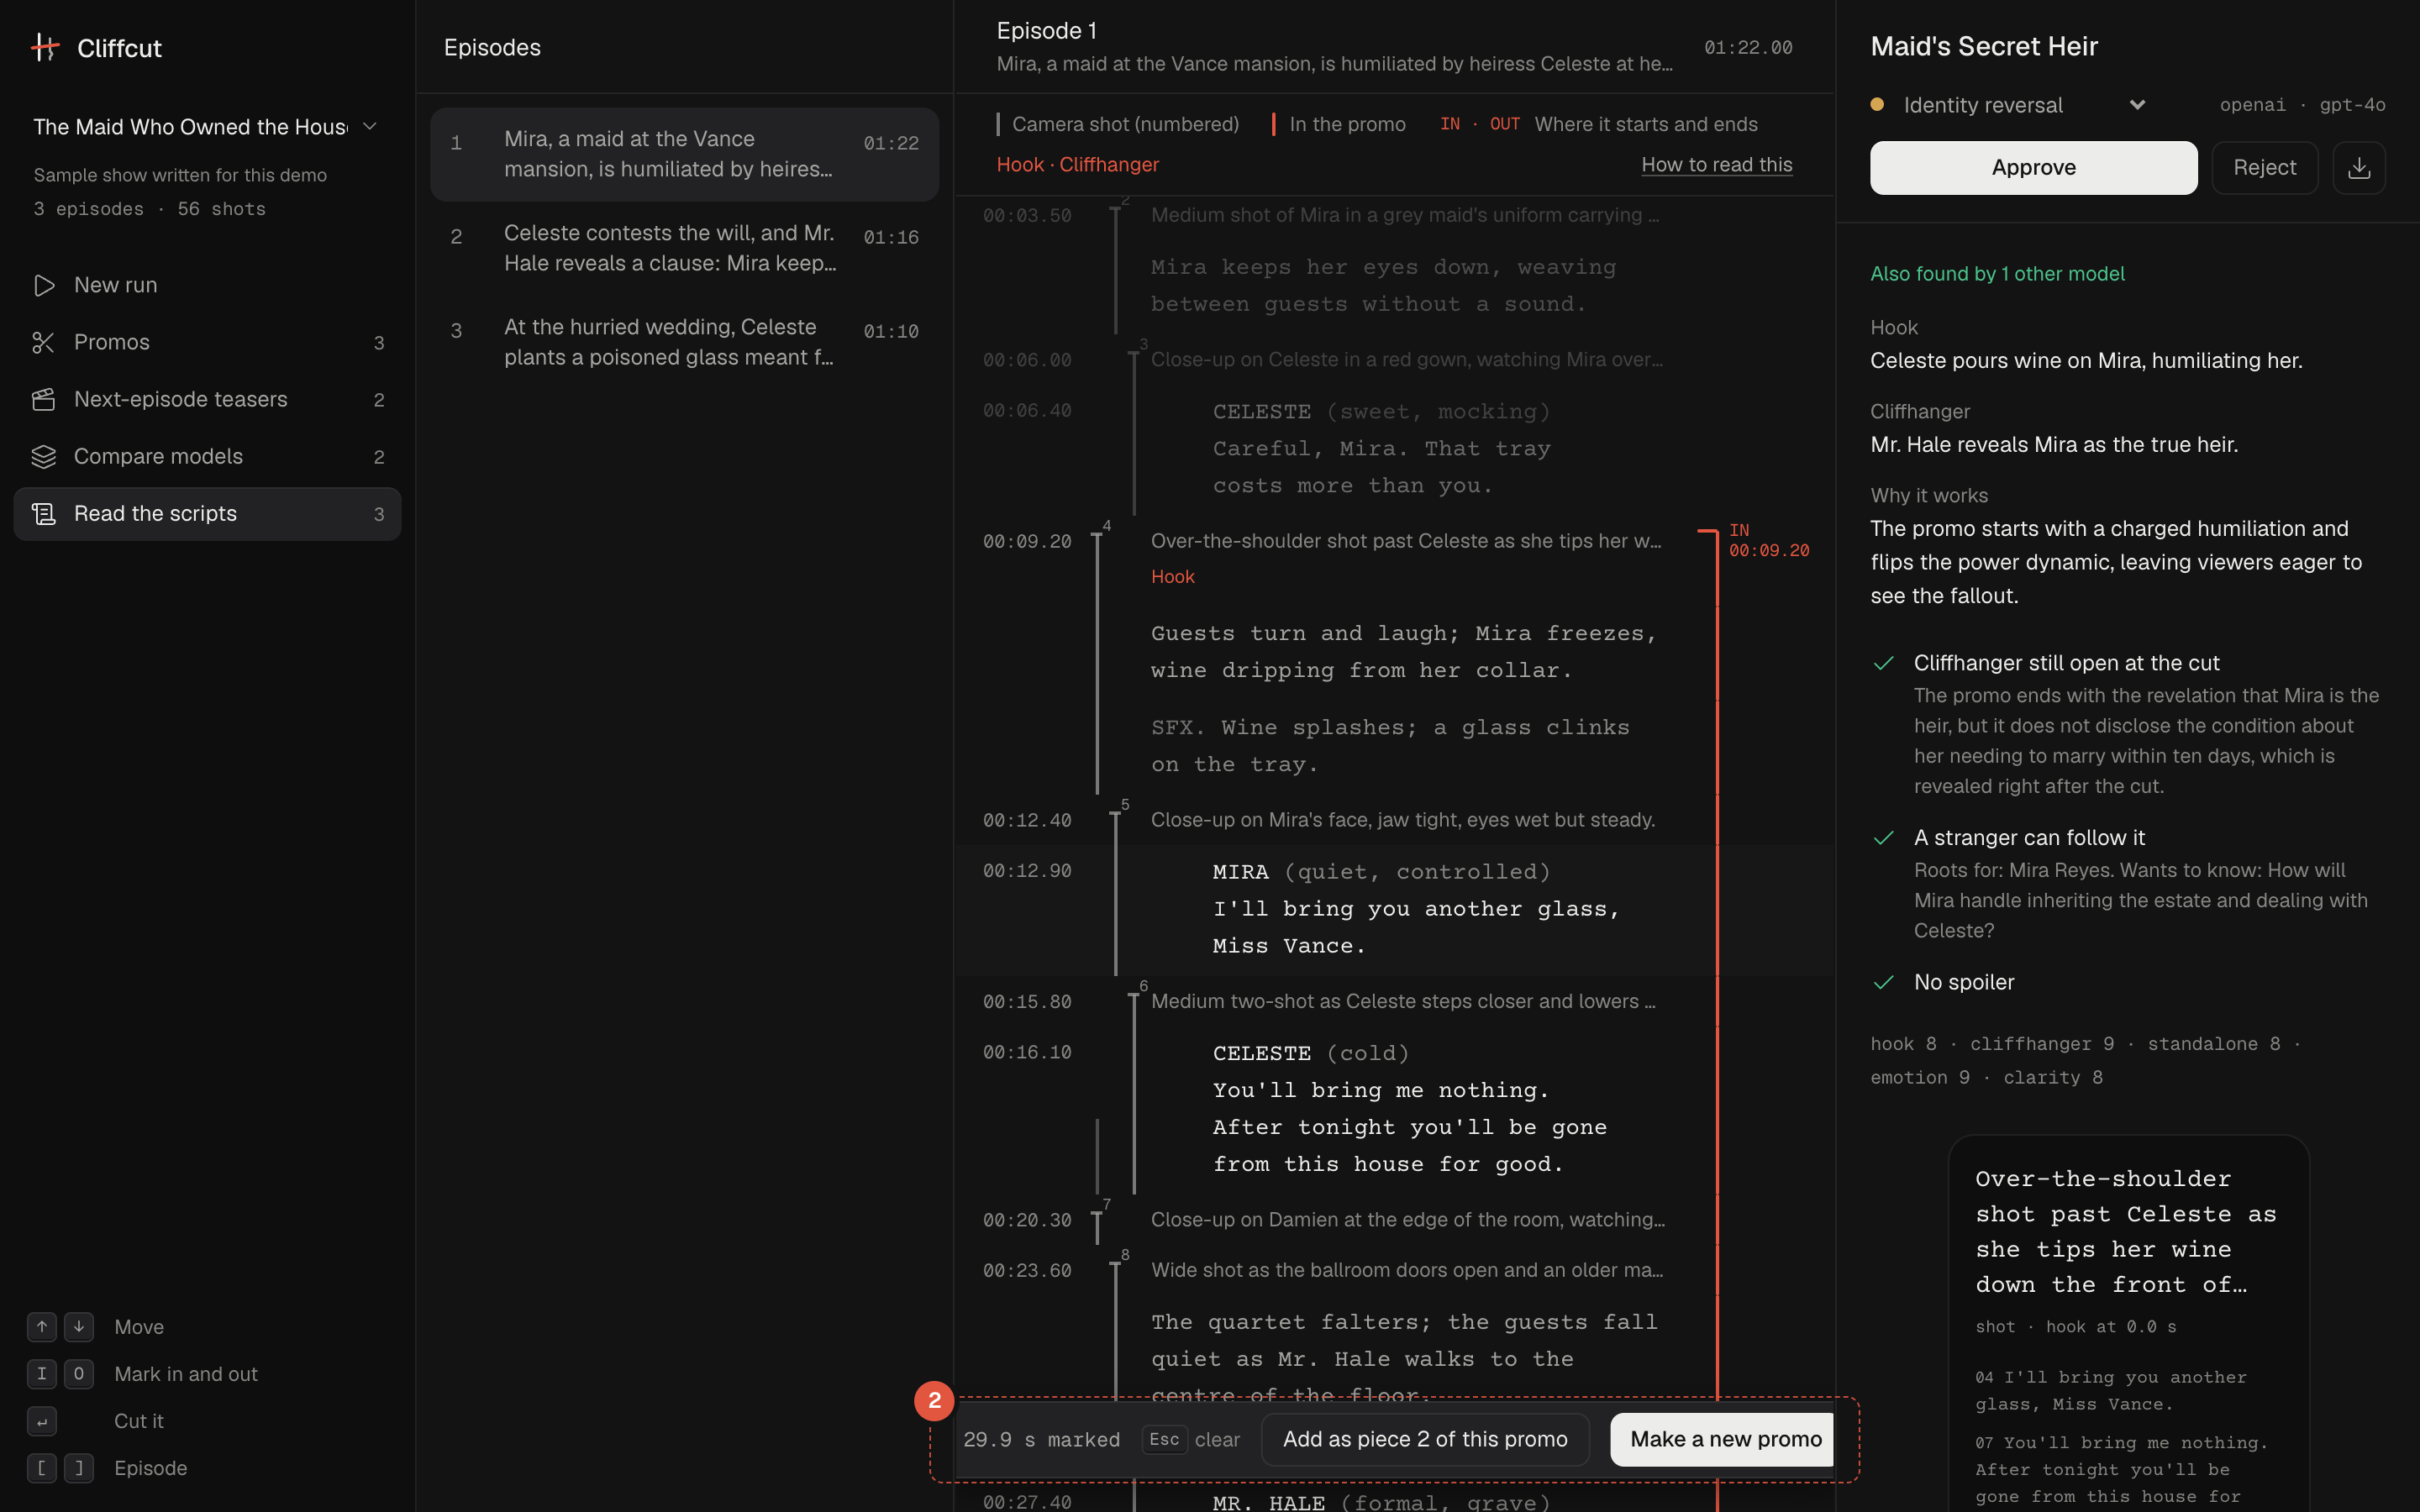 Cliffcut
The Maid Who Owned the Hous
Sample show written for this demo
3 episodes · 56 shots
New run
Promos 3
Next-episode teasers 2
Compare models 2
Read the scripts 3
↑ ↓ Move
I O Mark in and out
↵ Cut it
[ ] Episode
Episodes
1 Mira, a maid at the Vance 01:22
mansion, is humiliated by heires…
2 Celeste contests the will, and Mr. 01:16
Hale reveals a clause: Mira keep…
3 At the hurried wedding, Celeste 01:10
plants a poisoned glass meant f…
Episode 1
Mira, a maid at the Vance mansion, is humiliated by heiress Celeste at he…
01:22.00
Camera shot (numbered) In the promo IN · OUT Where it starts and ends
Hook · Cliffhanger How to read this
00:03.50 2 Medium shot of Mira in a grey maid's uniform carrying …
Mira keeps her eyes down, weaving
between guests without a sound.
00:06.00 3 Close-up on Celeste in a red gown, watching Mira over…
00:06.40 CELESTE (sweet, mocking)
Careful, Mira. That tray
costs more than you.
00:09.20 4 Over-the-shoulder shot past Celeste as she tips her w… IN
00:09.20
Hook
Guests turn and laugh; Mira freezes,
wine dripping from her collar.
SFX. Wine splashes; a glass clinks
on the tray.
00:12.40 5 Close-up on Mira's face, jaw tight, eyes wet but steady.
00:12.90 MIRA (quiet, controlled)
I'll bring you another glass,
Miss Vance.
00:15.80 6 Medium two-shot as Celeste steps closer and lowers …
00:16.10 CELESTE (cold)
You'll bring me nothing.
After tonight you'll be gone
from this house for good.
00:20.30 7 Close-up on Damien at the edge of the room, watching…
00:23.60 8 Wide shot as the ballroom doors open and an older ma…
The quartet falters; the guests fall
quiet as Mr. Hale walks to the
centre of the floor.
2
29.9 s marked Esc clear Add as piece 2 of this promo Make a new promo
00:27.40 MR. HALE (formal, grave)
Maid's Secret Heir
Identity reversal openai · gpt-4o
Approve Reject
Also found by 1 other model
Hook
Celeste pours wine on Mira, humiliating her.
Cliffhanger
Mr. Hale reveals Mira as the true heir.
Why it works
The promo starts with a charged humiliation and
flips the power dynamic, leaving viewers eager to
see the fallout.
Cliffhanger still open at the cut
The promo ends with the revelation that Mira is the
heir, but it does not disclose the condition about
her needing to marry within ten days, which is
revealed right after the cut.
A stranger can follow it
Roots for: Mira Reyes. Wants to know: How will
Mira handle inheriting the estate and dealing with
Celeste?
No spoiler
hook 8 · cliffhanger 9 · standalone 8 ·
emotion 9 · clarity 8
Over-the-shoulder
shot past Celeste as
she tips her wine
down the front of…
shot · hook at 0.0 s
04 I'll bring you another
glass, Miss Vance.
07 You'll bring me nothing.
After tonight you'll be
gone from this house for